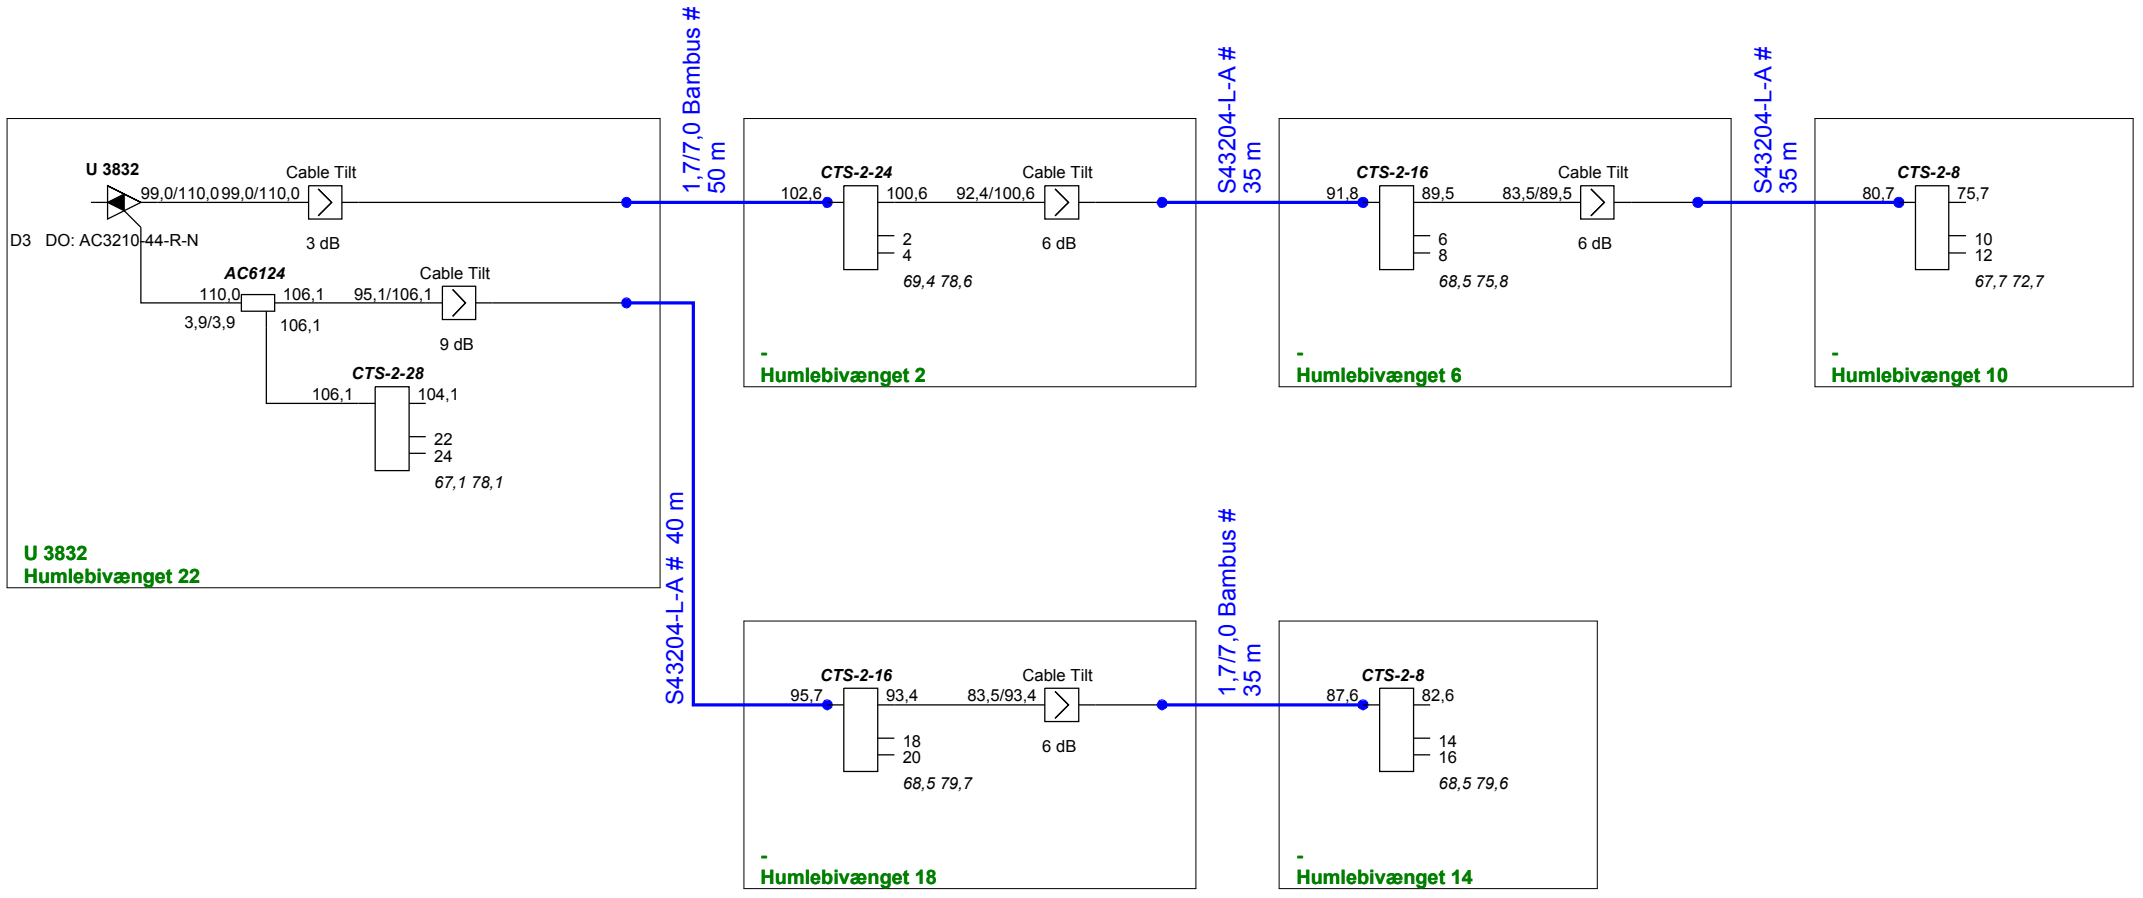 1,7/7,0 Bambus #
50 m
S43204-L-A #
35 m
S43204-L-A #
35 m
U 3832
99,0/110,0
99,0/110,0
Cable Tilt
3 dB
D3 DO: AC3210-44-R-N
AC6124
110,0
106,1
3,9/3,9
106,1
95,1/106,1
Cable Tilt
9 dB
CTS-2-28
106,1
104,1
22
24
67,1 78,1
U 3832
Humlebivænget 22
102,6
CTS-2-24
100,6
92,4/100,6
Cable Tilt
6 dB
2
4
69,4 78,6
-
Humlebivænget 2
91,8
CTS-2-16
89,5
83,5/89,5
Cable Tilt
6 dB
6
8
68,5 75,8
-
Humlebivænget 6
80,7
CTS-2-8
75,7
10
12
67,7 72,7
-
Humlebivænget 10
S43204-L-A # 40 m
95,7
CTS-2-16
93,4
83,5/93,4
Cable Tilt
6 dB
18
20
68,5 79,7
-
Humlebivænget 18
1,7/7,0 Bambus #
35 m
87,6
CTS-2-8
82,6
14
16
68,5 79,6
-
Humlebivænget 14